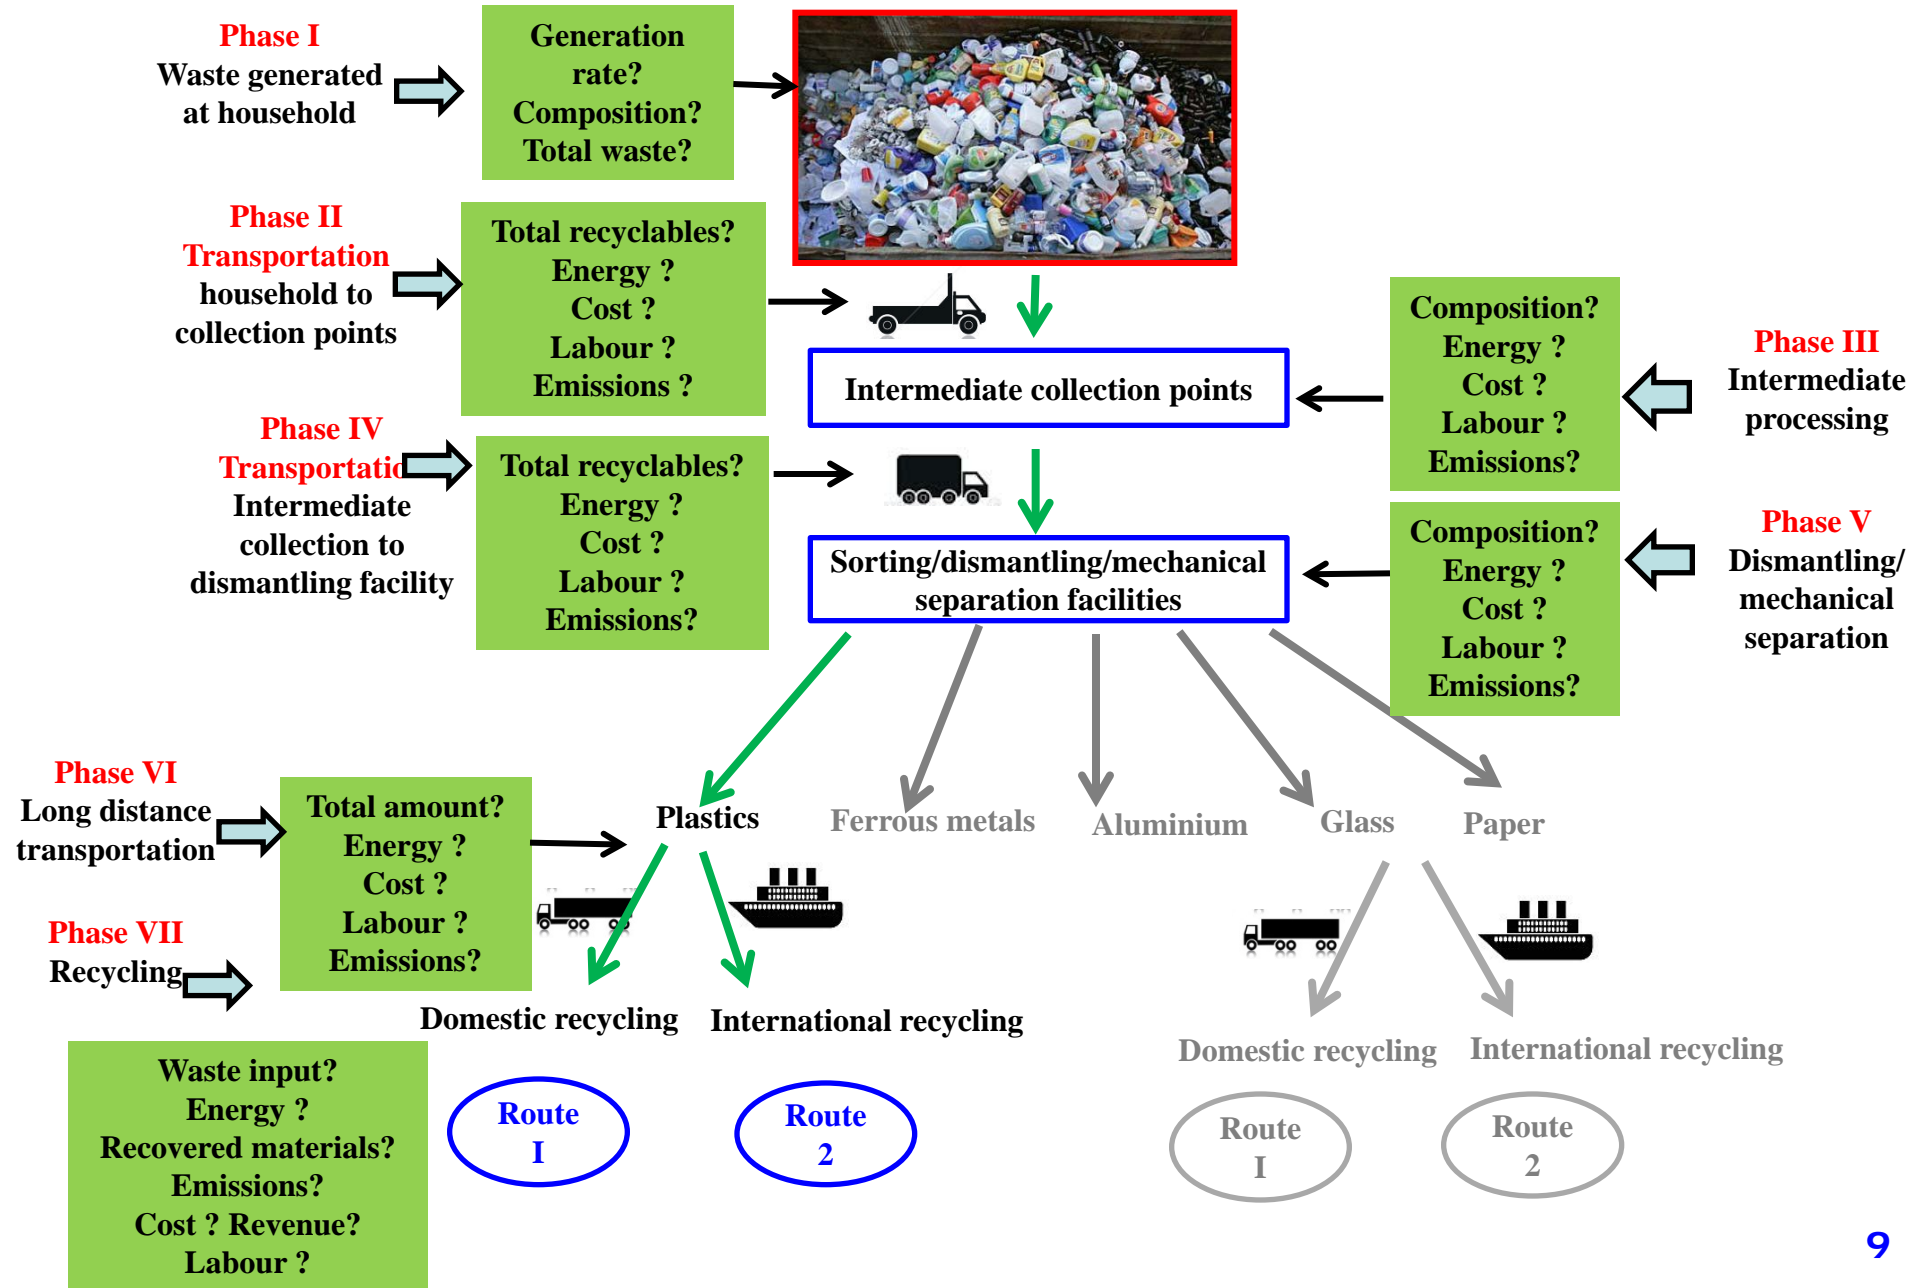 Phase I
Waste generated
at household
Generation
rate?
Composition?
Total waste?
Phase II
Transportation
household to
collection points
Total recyclables?
Energy ?
Cost ?
Labour ?
Emissions ?
Intermediate collection points
Composition?
Energy ?
Cost ?
Labour ?
Emissions?
Phase III
Intermediate
processing
Phase IV
Transportatio
Intermediate
collection to
dismantling facility
Total recyclables?
Energy ?
Cost ?
Labour ?
Emissions?
Sorting/dismantling/mechanical
separation facilities
Composition?
Energy ?
Cost ?
Labour ?
Emissions?
Phase V
Dismantling/
mechanical
separation
Phase VI
Long distance
transportation
Total amount?
Energy ?
Cost ?
Labour ?
Emissions?
Plastics
Ferrous metals
Aluminium
Glass
Paper
Phase VII
Recycling
Domestic recycling
International recycling
Domestic recycling
International recycling
Waste input?
Energy ?
Recovered materials?
Emissions?
Cost ? Revenue?
Labour ?
Route
I
Route
2
Route
I
Route
2
9